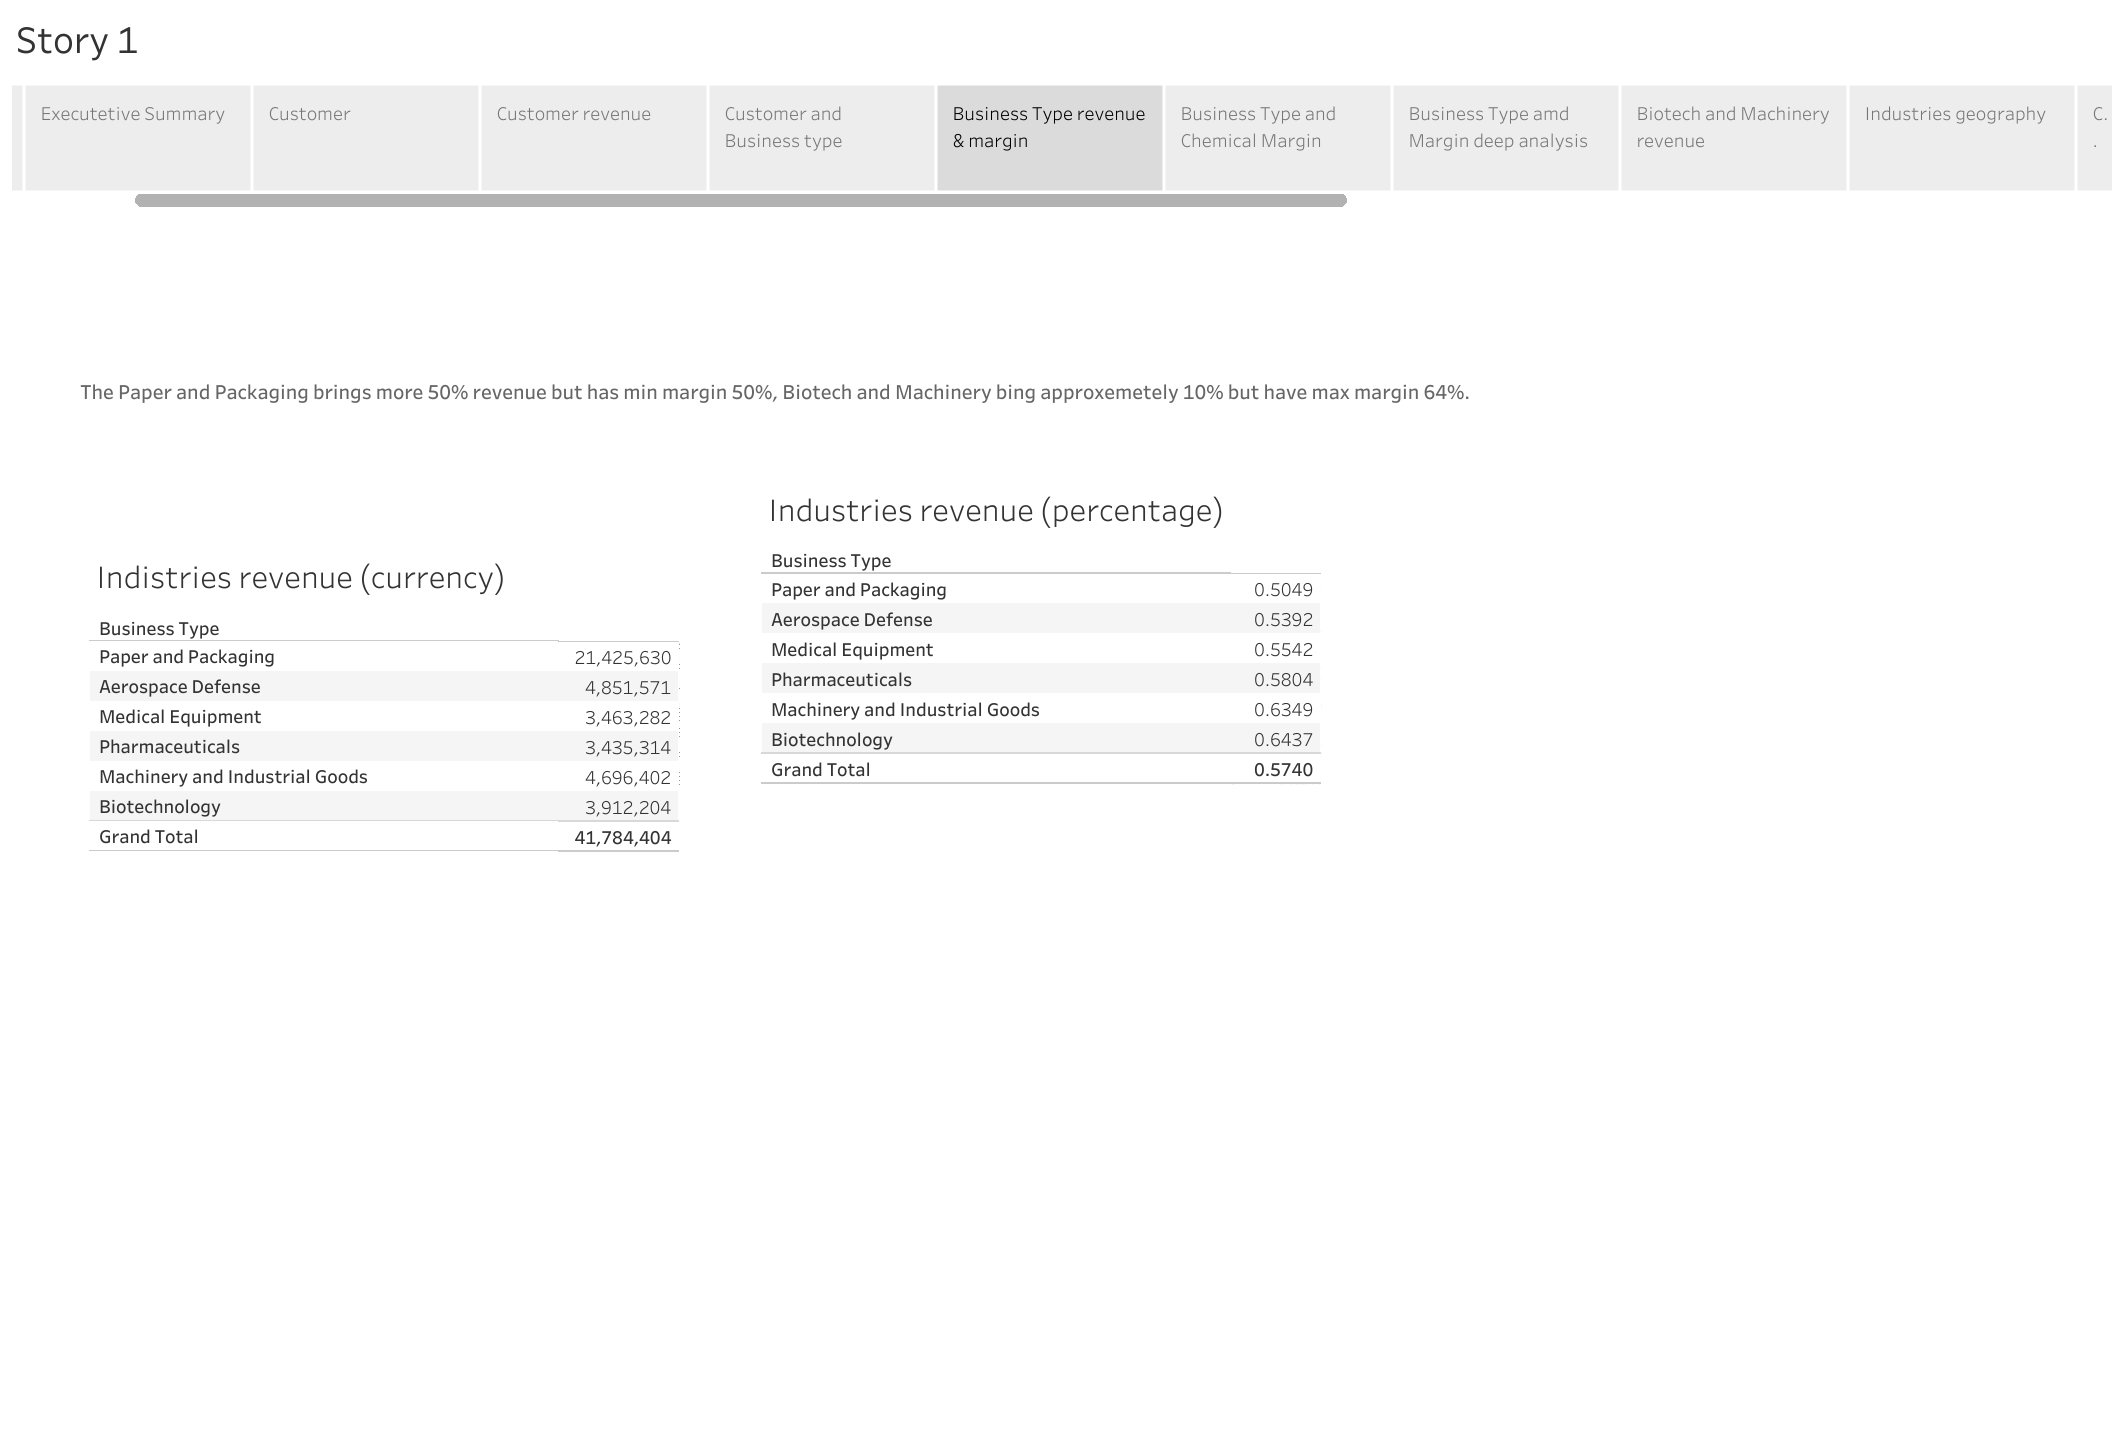 Story 1
Executetive Summary
Customer
Customer revenue
Customer and
Business type
Business Type revenue
& margin
Business Type and
Chemical Margin
Business Type amd
Margin deep analysis
Biotech and Machinery
revenue
Industries geography
C.
.
The Paper and Packaging brings more 50% revenue but has min margin 50%, Biotech and Machinery bing approxemetely 10% but have max margin 64%.
Indistries revenue (currency)
Business Type
Paper and Packaging 21,425,630
Aerospace Defense 4,851,571
Medical Equipment 3,463,282
Pharmaceuticals 3,435,314
Machinery and Industrial Goods 4,696,402
Biotechnology 3,912,204
Grand Total 41,784,404
Industries revenue (percentage)
Business Type
Paper and Packaging 0.5049
Aerospace Defense 0.5392
Medical Equipment 0.5542
Pharmaceuticals 0.5804
Machinery and Industrial Goods 0.6349
Biotechnology 0.6437
Grand Total 0.5740